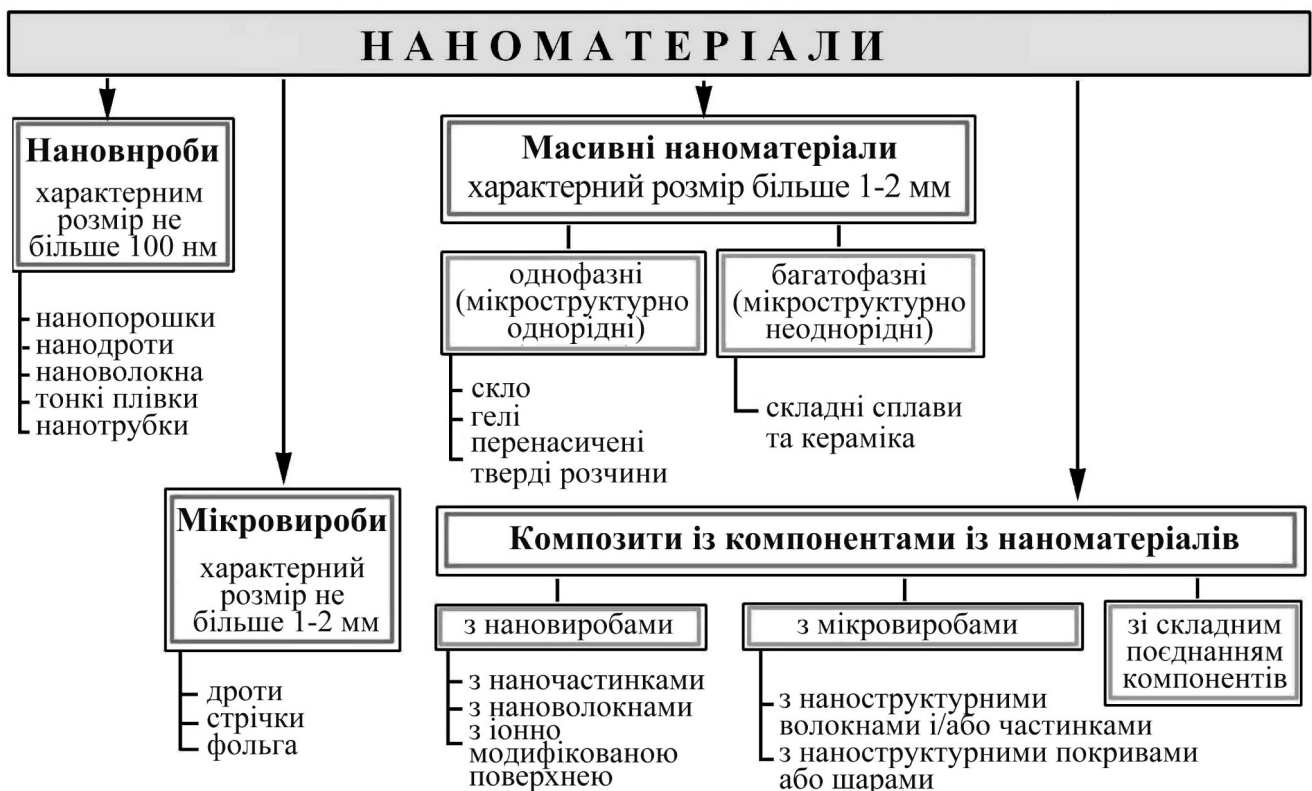 НАНОМАТЕРІАЛИ
Нановнроби
характерним
розмір не
більше 100 нм
нанопорошки
нанодроти
нановолокна
тонкі плівки
нанотрубки
Мікровироби
характерний
розмір не
більше 1-2 мм
дроти
стрічки
фольга
Масивні наноматеріали
характерний розмір більше 1-2 мм
однофазні
(мікроструктурно
однорідні)
скло
гелі
перенасичені
тверді розчини
багатофазні
(мікроструктурно
неоднорідні)
складні сплави
та кераміка
Композити із компонентами із наноматеріалів
з нановиробами
з наночастинками
з нановолокнами
з іонно
модифікованою
поверхнею
з мікровиробами
з наноструктурними
волокнами і/або частинками
з наноструктурними покривами
або шарами
зі складним
поєднанням
компонентів